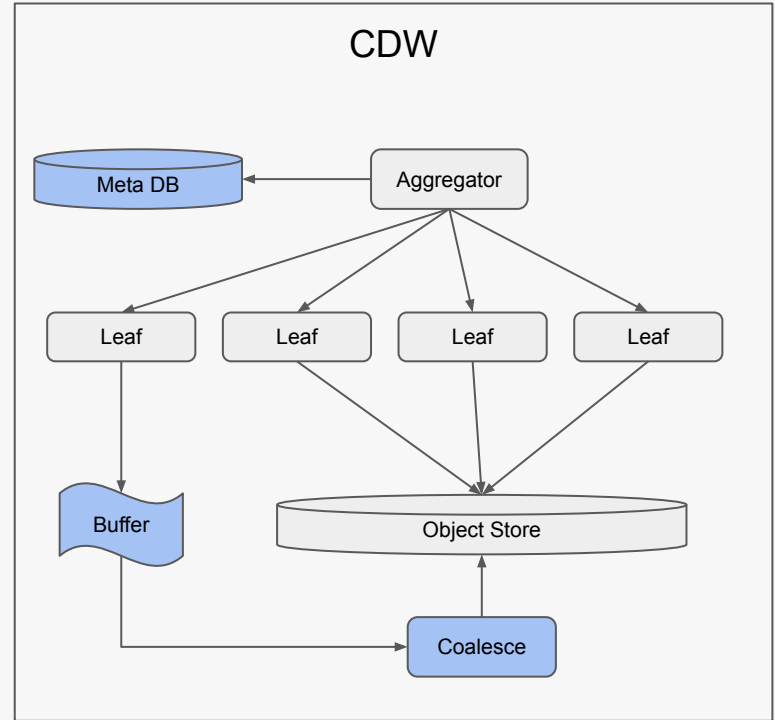 CDW
Meta DB
Aggregator
Leaf
Leaf
Leaf
Leaf
Buffer
Object Store
Coalesce